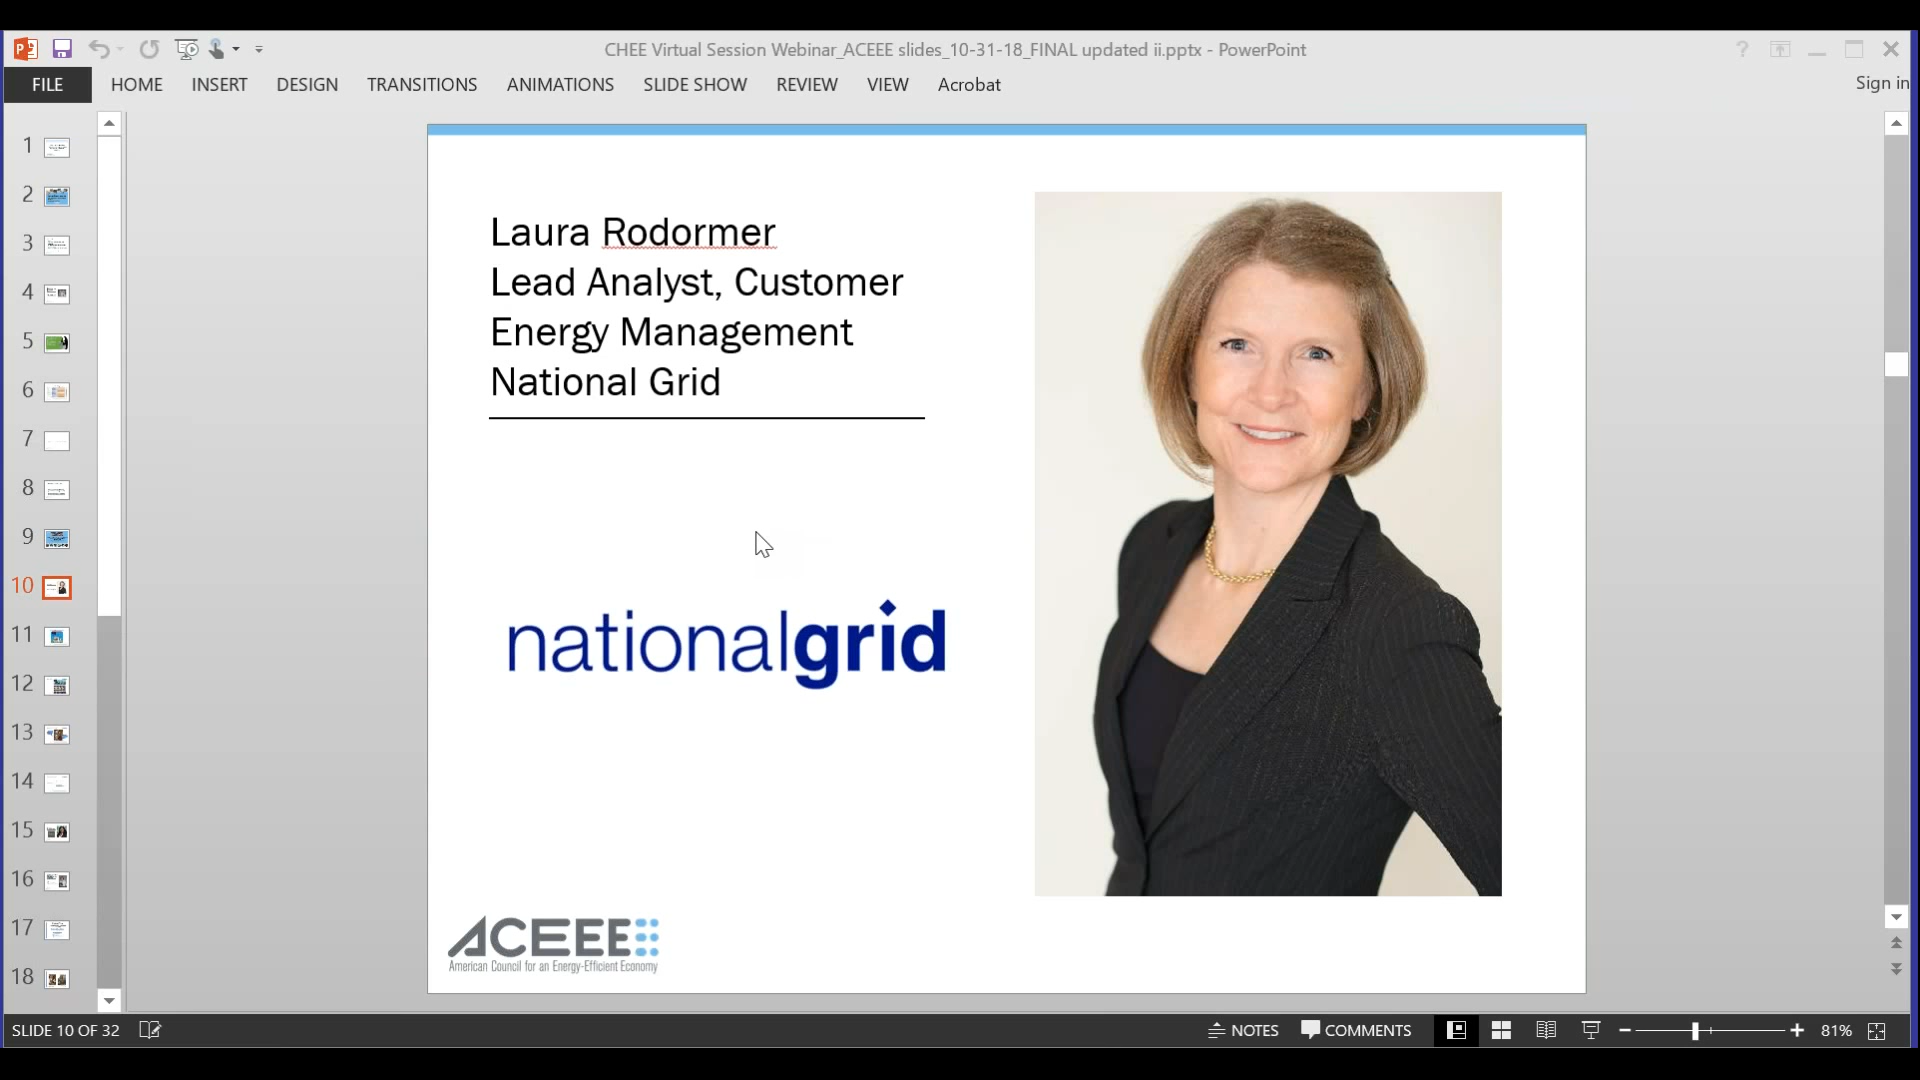 CHEE Virtual Session Webinar_ACEEE slides_10-31-18_FINAL updated ii.pptx - PowerPoint
FILE HOME INSERT DESIGN TRANSITIONS ANIMATIONS SLIDE SHOW REVIEW VIEW Acrobat Sign in
1
2
3
4
5
6
7
8
9
10
11
12
13
14
15
16
17
18
Laura Rodormer
Lead Analyst, Customer
Energy Management
National Grid
nationalgrid
ACEEE
American Council for an Energy-Efficient Economy
SLIDE 10 OF 32 NOTES COMMENTS 81%